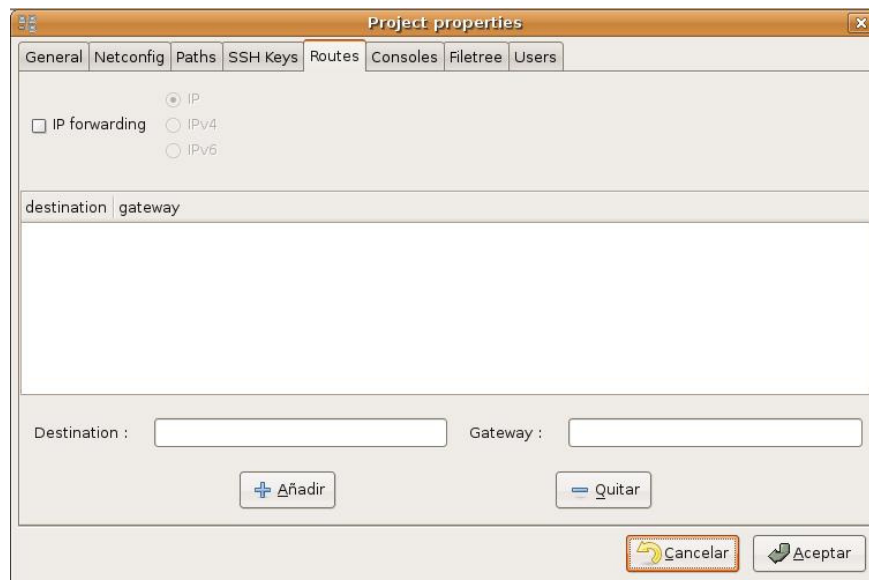 Project properties
General Netconfig Paths SSH Keys Routes Consoles Filetree Users
IP
IP forwarding
IPv4
IPv6
destination gateway
Destination : Gateway :
Añadir Quitar
Cancelar Aceptar